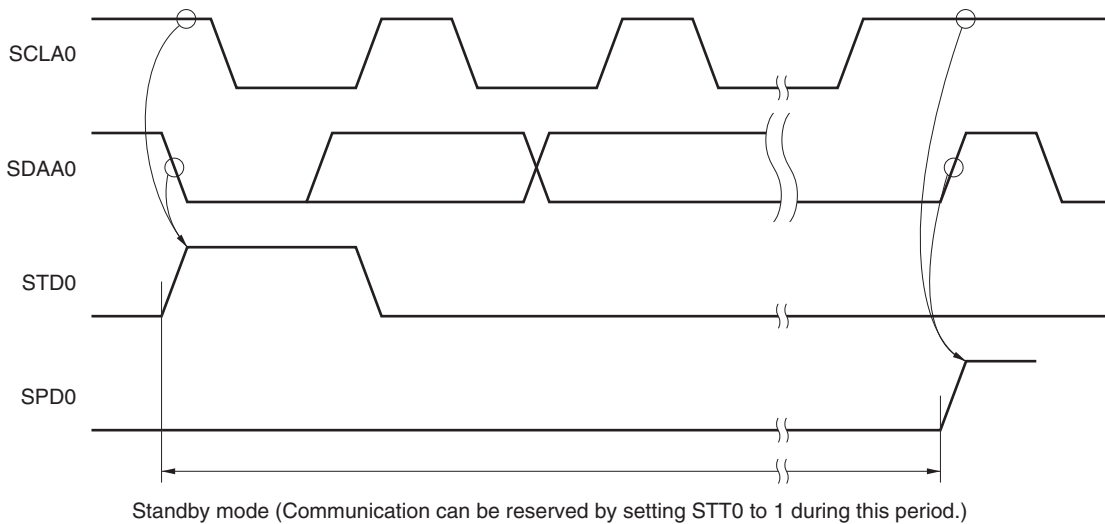 SCLA0
SDAA0
STD0
SPD0
Standby mode (Communication can be reserved by setting STT0 to 1 during this period.)